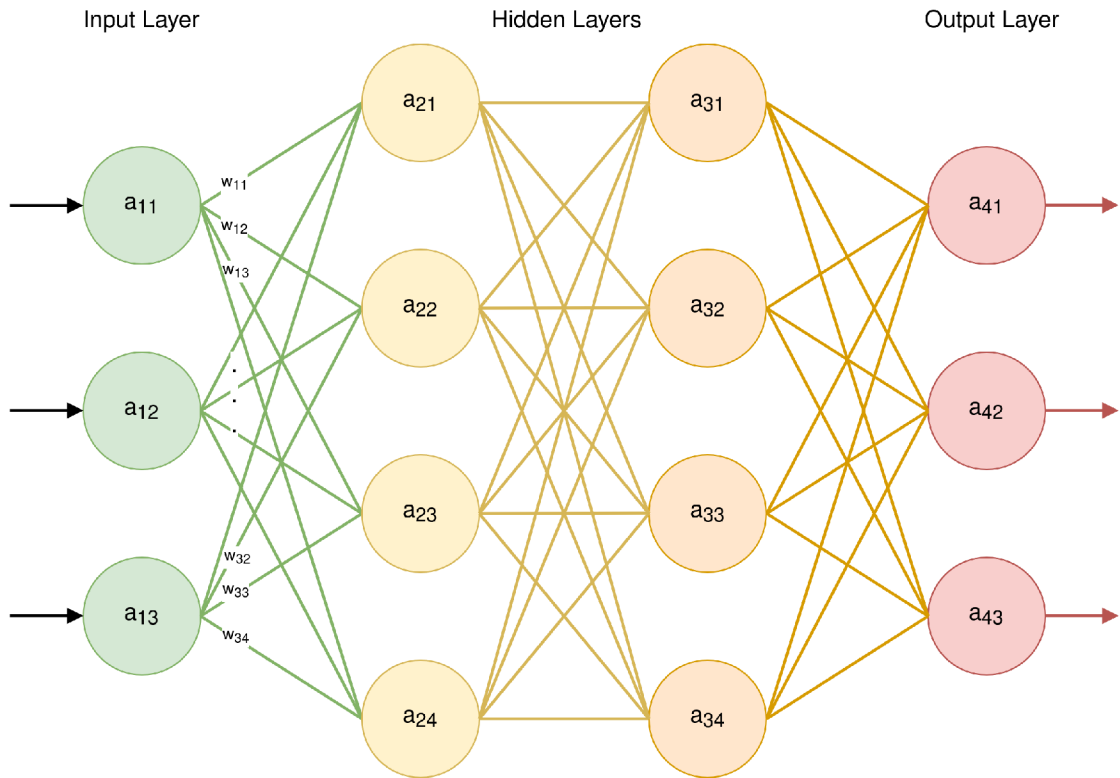 Input Layer
Hidden Layers
Output Layer
a21
a31
a11
w11
w12
w13
a41
a22
a32
.
a12
.
.
a42
a23
a33
w32
w33
w34
a13
a43
a24
a34